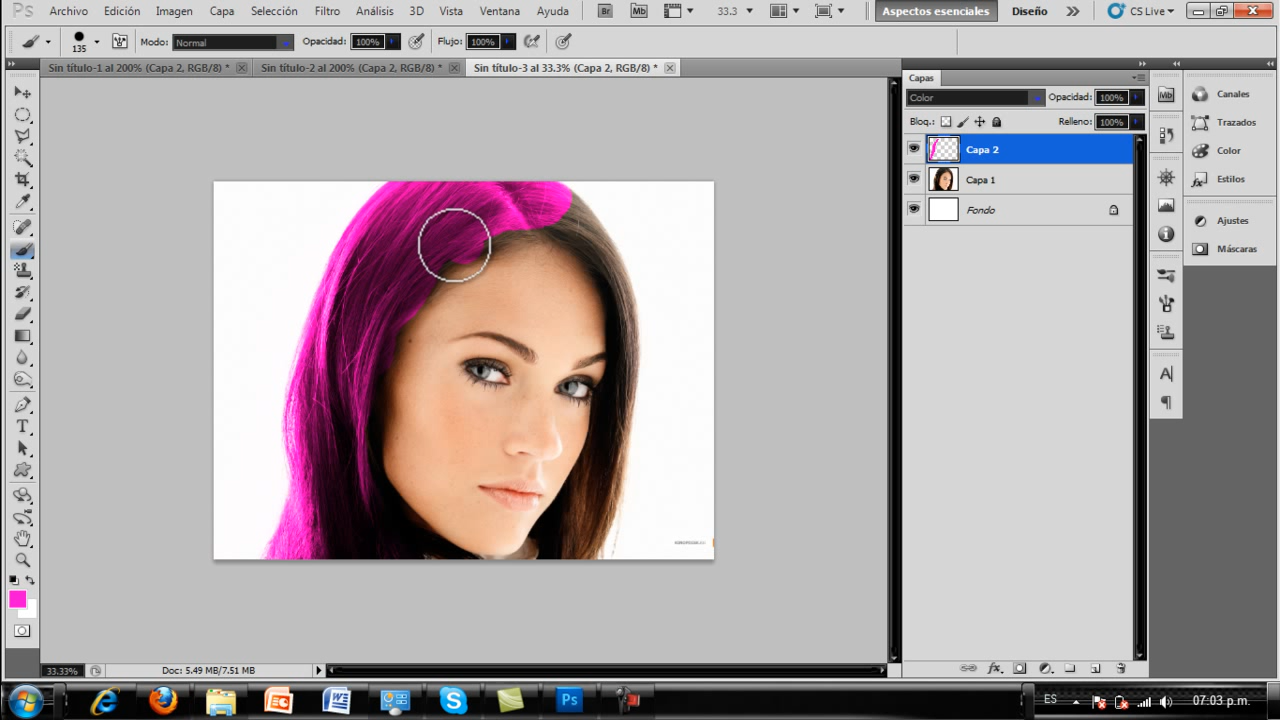 Ps Archivo Edición Imagen Capa Selección Filtro Análisis 3D Vista Ventana Ayuda Br Mb 33.3 Aspectos esenciales Diseño CS Live
135 Modo: Normal Opacidad: 100% Flujo: 100%
Sin título-1 al 200% (Capa 2, RGB/8) * Sin título-2 al 200% (Capa 2, RGB/8) * Sin título-3 al 33.3% (Capa 2, RGB/8) *
Capas
Color Opacidad: 100%
Bloq.: Relleno: 100%
Capa 2
Capa 1
Fondo
Mb
Canales
Trazados
Color
Estilos
Ajustes
Máscaras
33.33% Doc: 5.49 MB/7.51 MB
Ps ES 07:03 p.m.